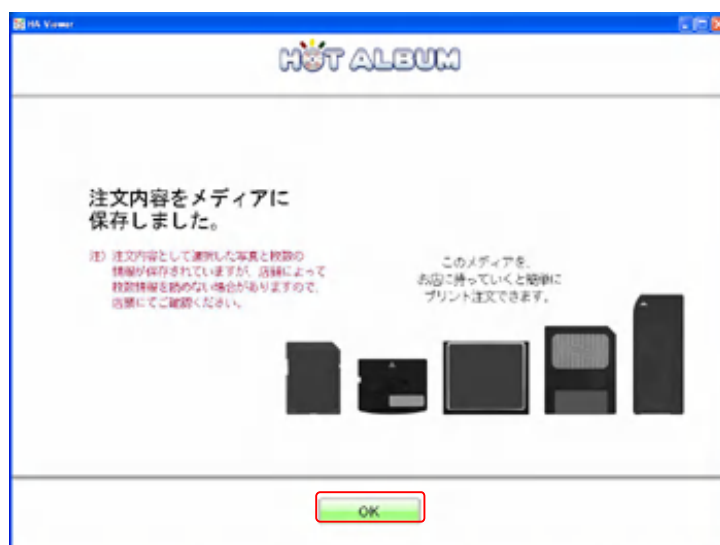 HA Viewer
HOT ALBUM
注文内容をメディアに
保存しました。
注) 注文内容として選択した写真と枚数の
情報が保存されていますが、店舗によって
枚数情報を読めない場合がありますので、
店頭にてご確認ください。
このメディアを、
お店に持っていくと簡単に
プリント注文できます。
OK